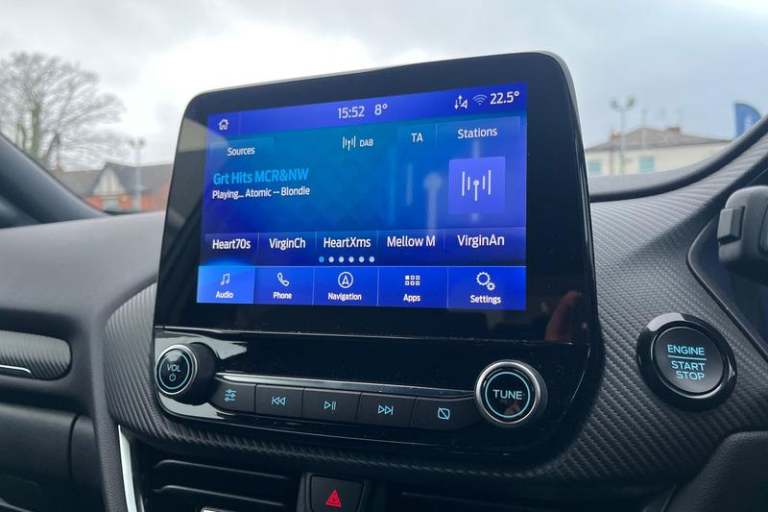 15:52 8° 22.5°
Sources DAB TA Stations
Grt Hits MCR&NW
Playing... Atomic -- Blondie
Heart70s VirginCh HeartXms Mellow M VirginAn
Audio Phone Navigation Apps Settings
VOL
TUNE
ENGINE
START
STOP